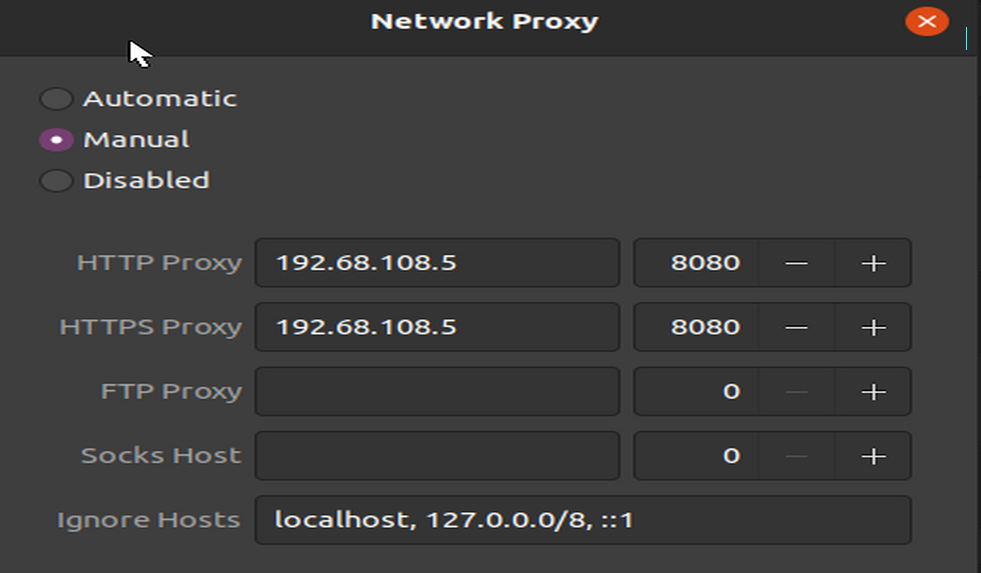 Network Proxy
Automatic
Manual
Disabled
HTTP Proxy 192.68.108.5 8080 — +
HTTPS Proxy 192.68.108.5 8080 — +
FTP Proxy 0 — +
Socks Host 0 — +
Ignore Hosts localhost, 127.0.0.0/8, ::1